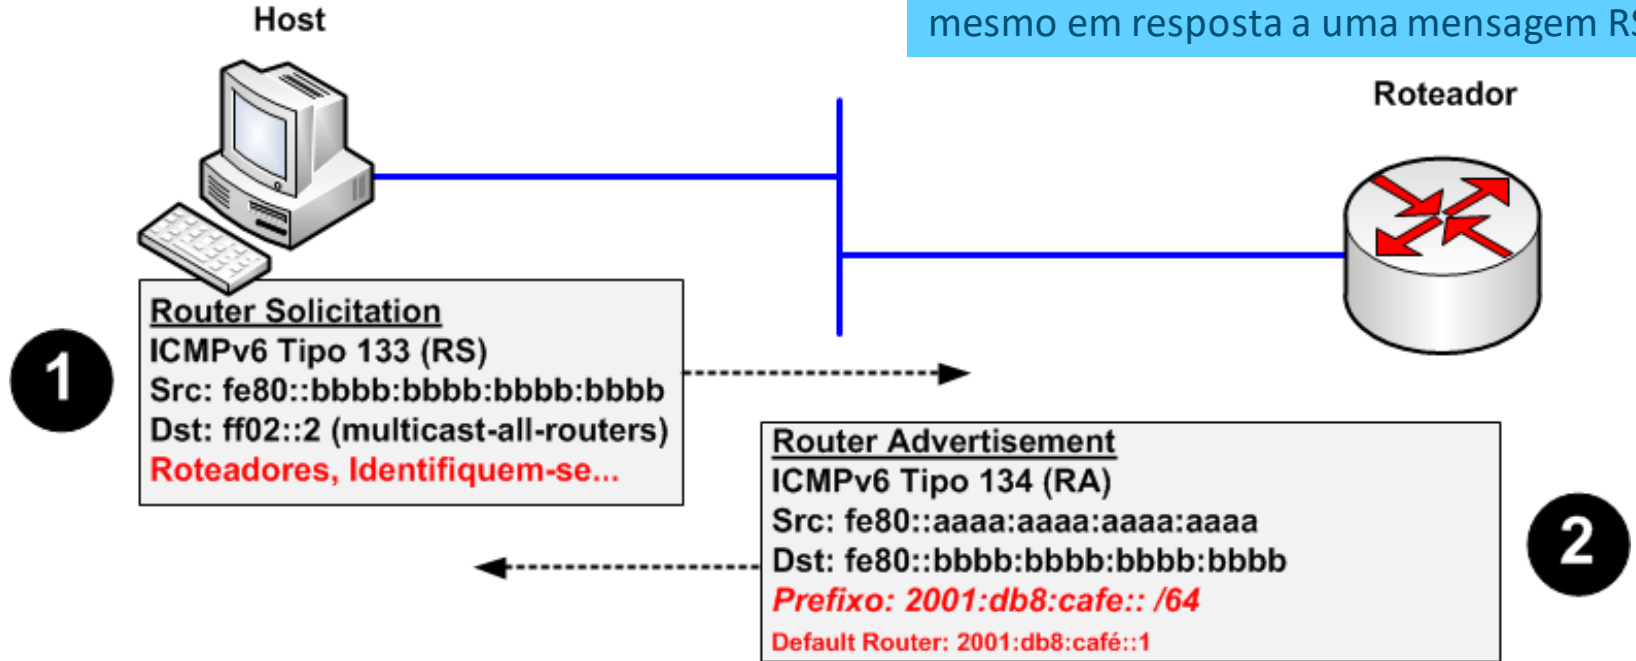 mesmo em resposta a uma mensagem RS
Host
Roteador
1
Router Solicitation
ICMPv6 Tipo 133 (RS)
Src: fe80::bbbb:bbbb:bbbb:bbbb
Dst: ff02::2 (multicast-all-routers)
Roteadores, Identifiquem-se...
Router Advertisement
ICMPv6 Tipo 134 (RA)
Src: fe80::aaaa:aaaa:aaaa:aaaa
Dst: fe80::bbbb:bbbb:bbbb:bbbb
Prefixo: 2001:db8:cafe:: /64
Default Router: 2001:db8:café::1
2